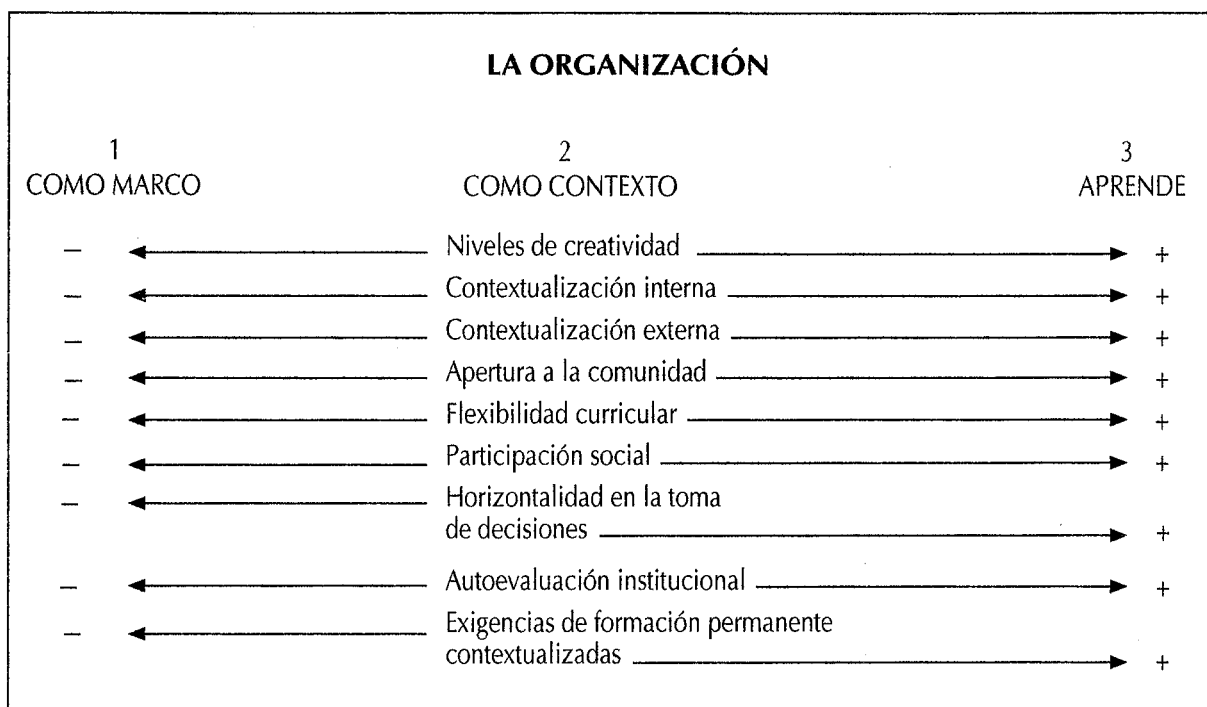 LA ORGANIZACIÓN
1 2 3
COMO MARCO COMO CONTEXTO APRENDE
– Niveles de creatividad +
– Contextualización interna +
– Contextualización externa +
– Apertura a la comunidad +
– Flexibilidad curricular +
– Participación social +
– Horizontalidad en la toma
de decisiones +
– Autoevaluación institucional +
– Exigencias de formación permanente
contextualizadas +